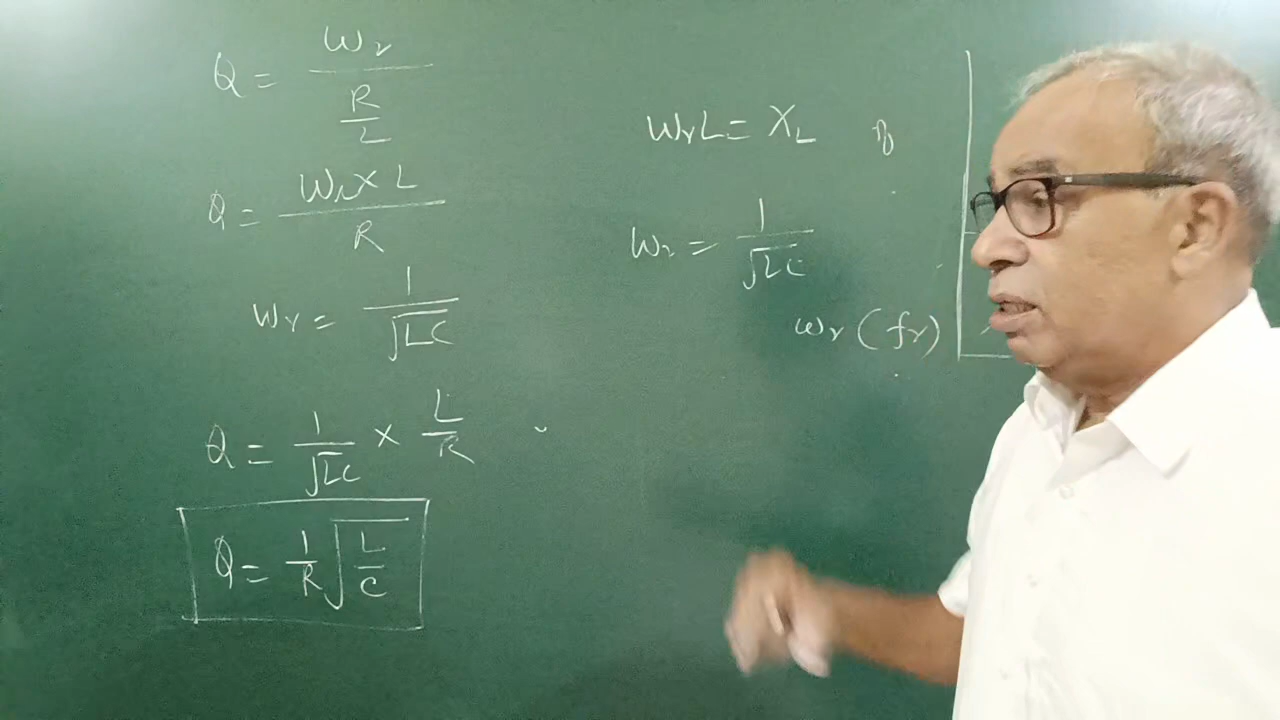 Q = ωr / (R/L)
Q = ωr × L / R
ωr = 1/√LC
Q = 1/√LC × L/R
Q = 1/R √(L/C)
ωrL = XL
ωr = 1/√LC
ωr (fr)